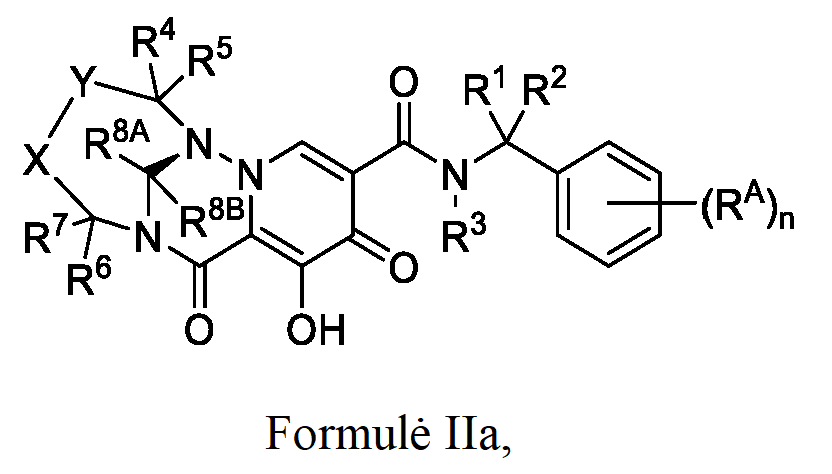 R⁴
R⁵
Y
O
R¹ R²
R⁸ᴬ
N
X
N
N
(Rᴬ)ₙ
R⁸ᴮ
R³
R⁷
N
O
R⁶
O
OH
Formulė IIa,